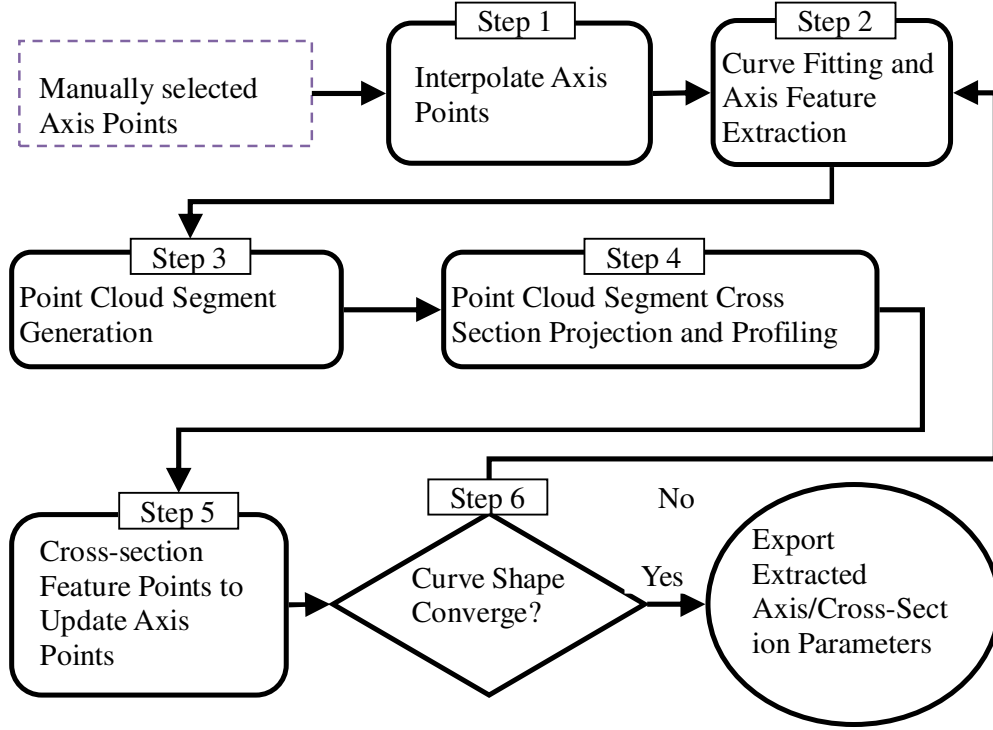 Step 1
Step 2
Manually selected
Axis Points
Interpolate Axis
Points
Curve Fitting and
Axis Feature
Extraction
Step 3
Step 4
Point Cloud Segment
Generation
Point Cloud Segment Cross
Section Projection and Profiling
Step 5
Step 6
No
Cross-section
Feature Points to
Update Axis
Points
Curve Shape
Converge?
Yes
Export
Extracted
Axis/Cross-Sect
ion Parameters